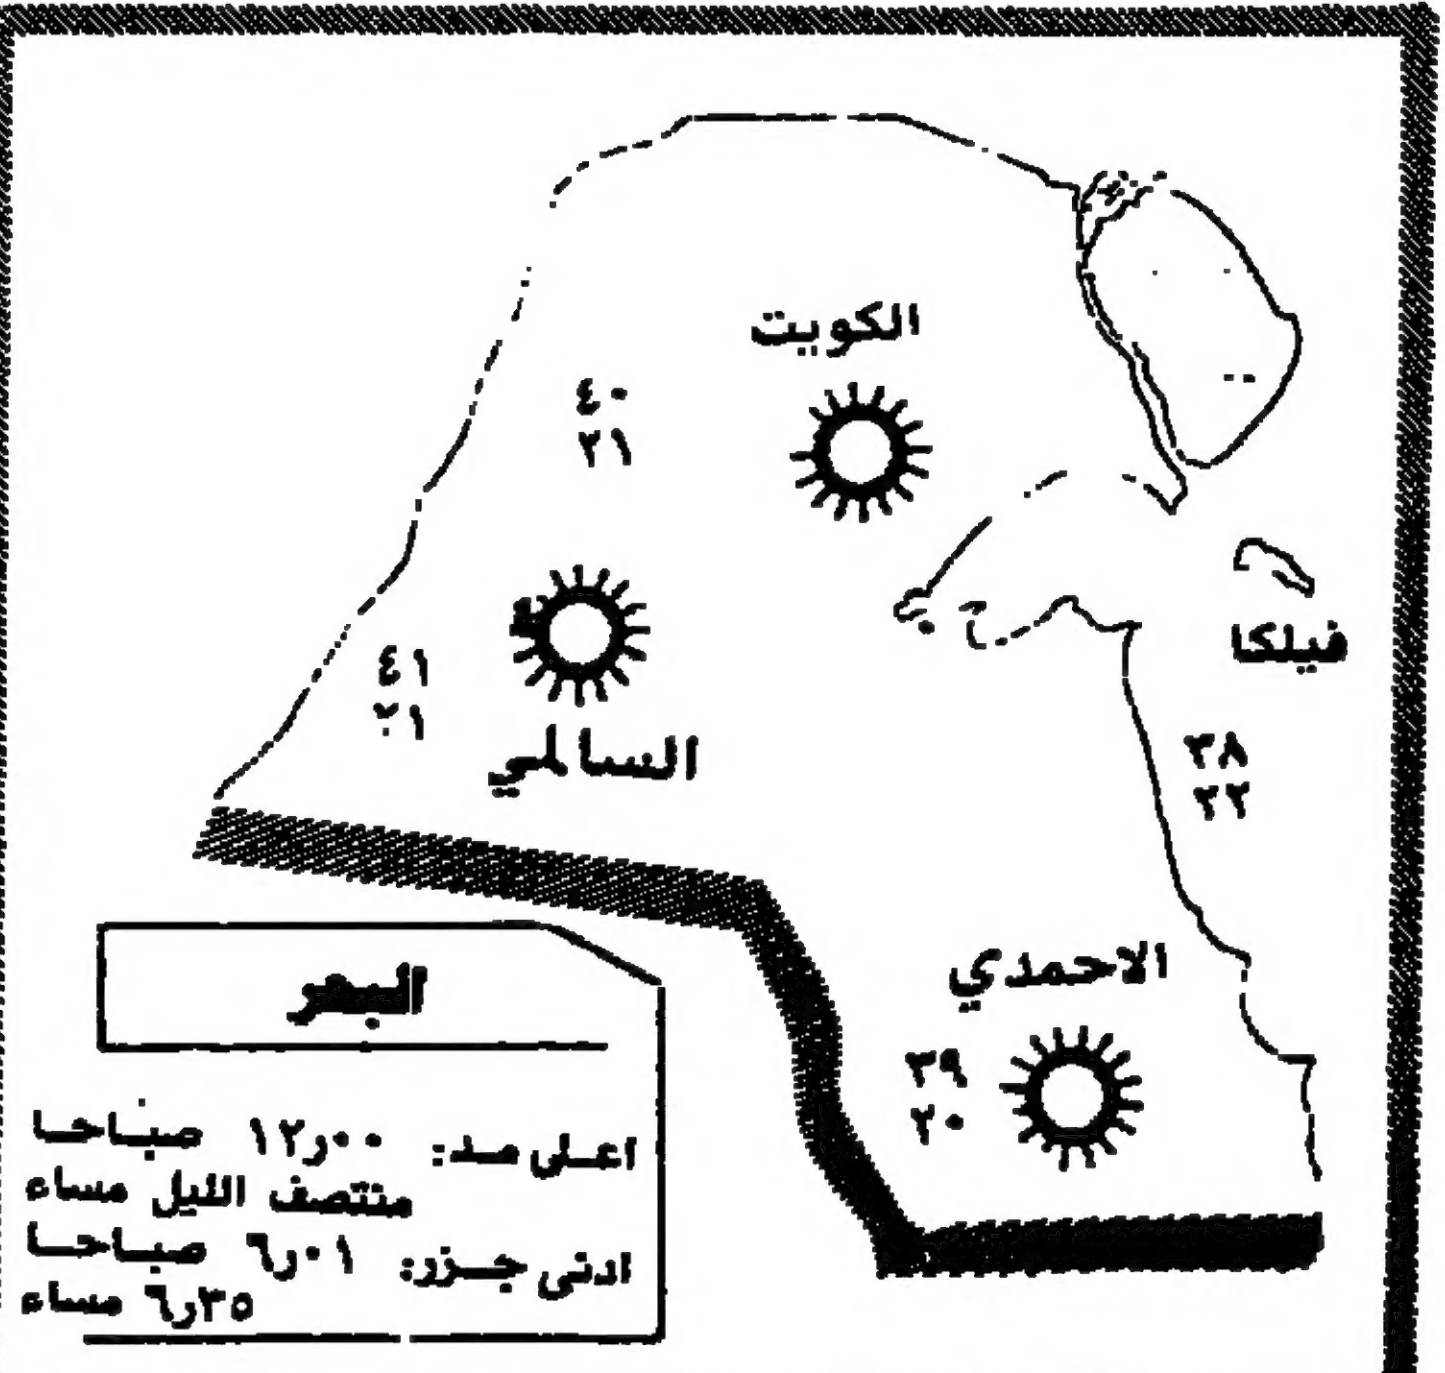 الكويت
٤٠
٢١
السالمي
٤١
٢١
فيلكا
٣٨
٢٢
الاحمدي
٣٩
٢٠
البحر
اعلى مد: ١٢٫٠٠ صباحا
منتصف الليل مساء
ادنى جزر: ٦٫٠١ صباحا
٦٫٣٥ مساء